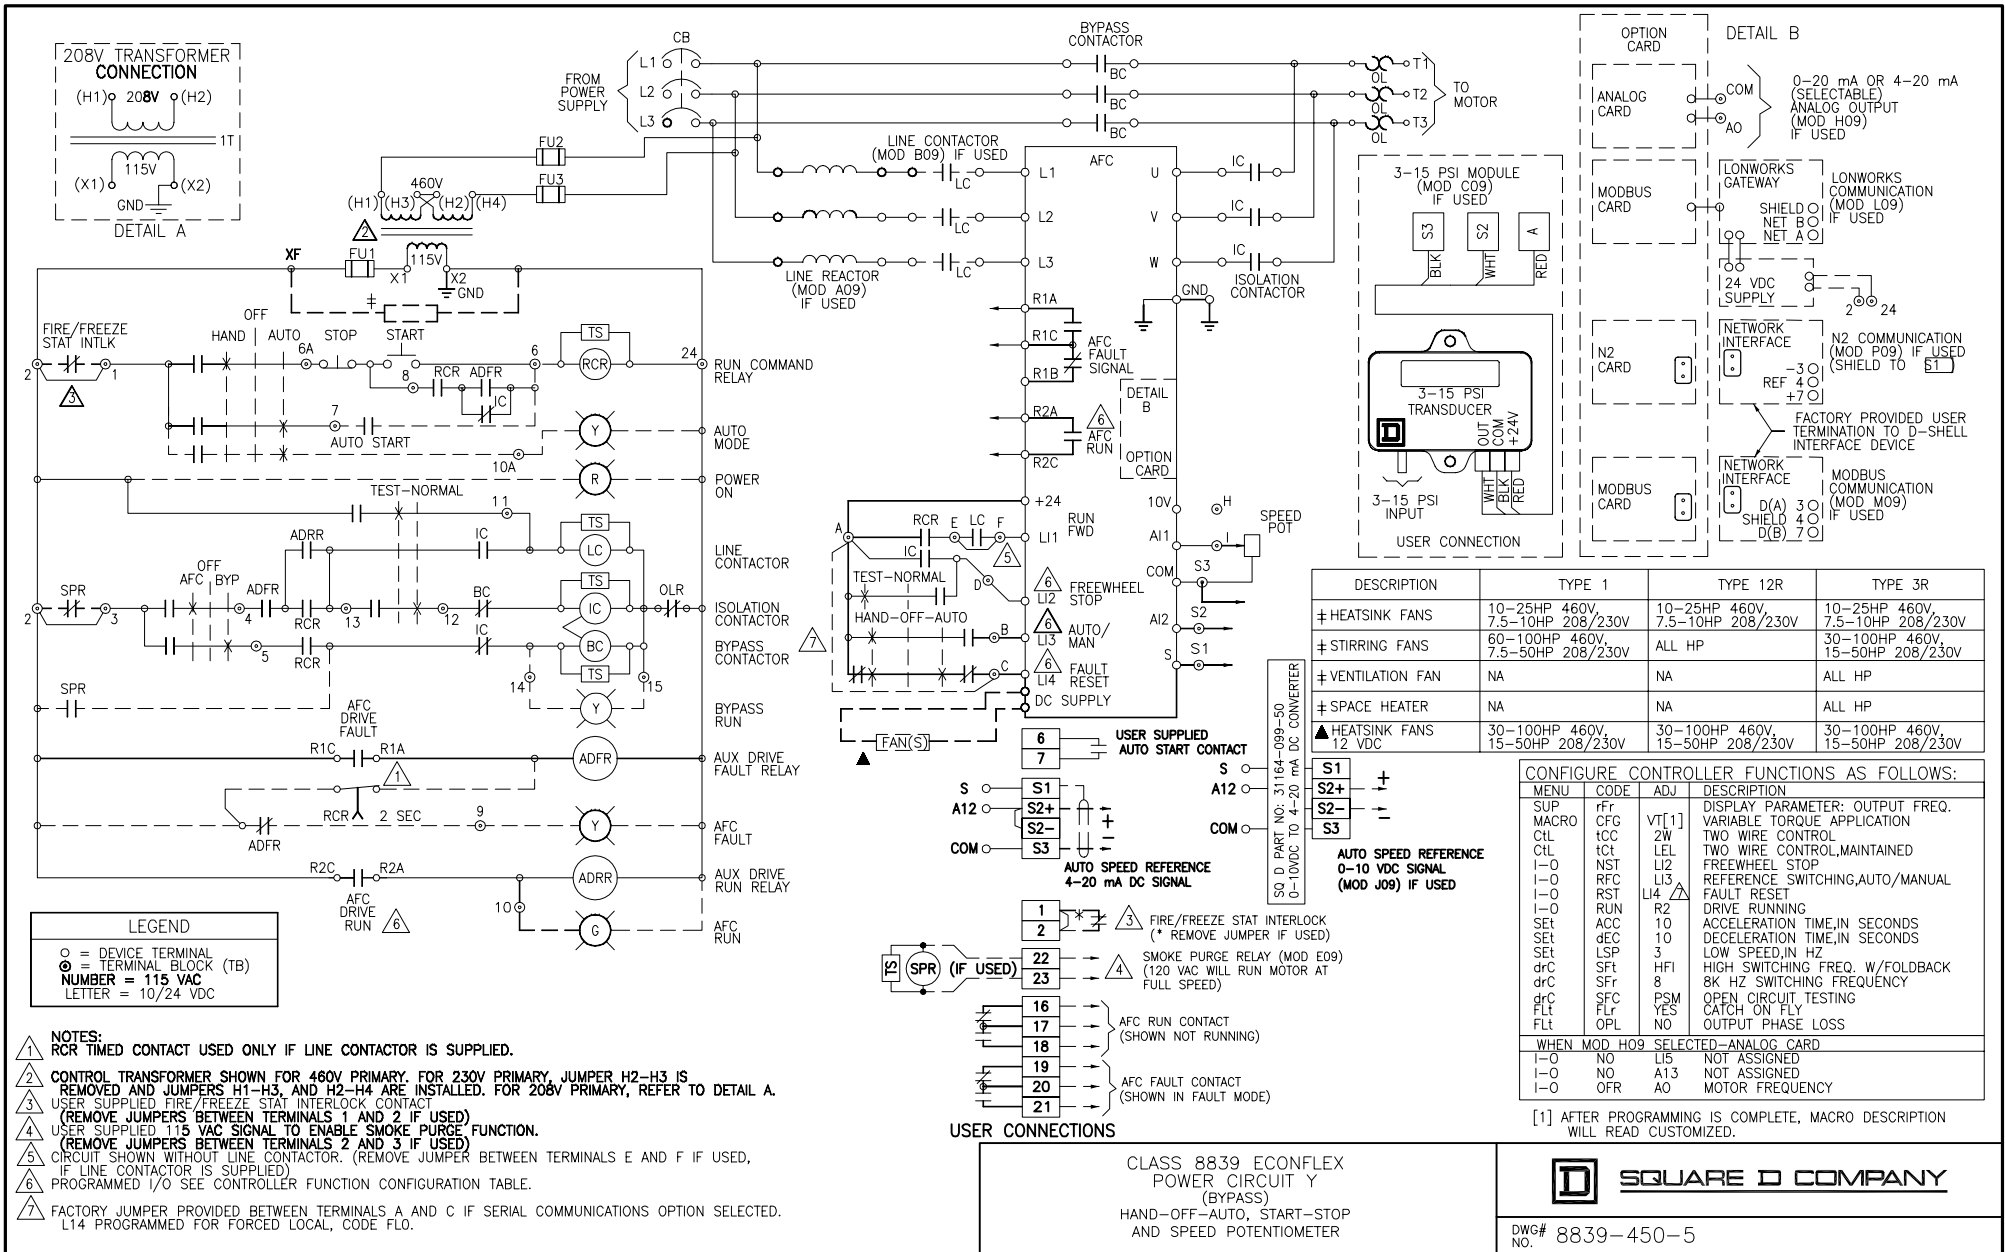 208V TRANSFORMER
CONNECTION
(H1) 208V (H2)
1T
115V
(X1) (X2)
GND
DETAIL A
FROM
POWER
SUPPLY
CB
L1
L2
L3
BYPASS
CONTACTOR
BC
BC
BC
OL
OL
OL
T1
T2
T3
TO
MOTOR
FU2
FU3
460V
(H1) (H3) (H2) (H4)
2
XF
FU1
115V
X1
X2
GND
‡
LINE CONTACTOR
(MOD B09) IF USED
LC
LC
LC
LINE REACTOR
(MOD A09)
IF USED
AFC
L1
L2
L3
U
V
W
IC
IC
IC
ISOLATION
CONTACTOR
GND
R1A
R1C
R1B
AFC
FAULT
SIGNAL
R2A
R2C
6
AFC
RUN
DETAIL
B
OPTION
CARD
+24
LI1
RUN
FWD
6
LI2
FREEWHEEL
STOP
6
LI3
AUTO/
MAN
6
LI4
FAULT
RESET
DC SUPPLY
10V
AI1
COM
AI2
S
H
I
S3
S2
S1
SPEED
POT
A
RCR
E
LC
F
5
IC
D
TEST-NORMAL
HAND-OFF-AUTO
B
C
7
FAN(S)
▲
FIRE/FREEZE
STAT INTLK
2
1
3
HAND
OFF
AUTO
6A
STOP
START
8
RCR
ADFR
IC
6
TS
RCR
24
RUN COMMAND
RELAY
7
AUTO START
Y
AUTO
MODE
10A
R
POWER
ON
TEST-NORMAL
11
ADRR
IC
TS
LC
LINE
CONTACTOR
SPR
2
3
AFC
OFF
BYP
4
ADFR
RCR
13
12
BC
TS
IC
OLR
ISOLATION
CONTACTOR
5
RCR
IC
BC
TS
BYPASS
CONTACTOR
14
15
SPR
Y
BYPASS
RUN
AFC
DRIVE
FAULT
R1C
R1A
ADFR
AUX DRIVE
FAULT RELAY
1
RCR
2 SEC
ADFR
9
Y
AFC
FAULT
R2C
R2A
AFC
DRIVE
RUN
6
ADRR
AUX DRIVE
RUN RELAY
10
G
AFC
RUN
LEGEND
○ = DEVICE TERMINAL
◉ = TERMINAL BLOCK (TB)
NUMBER = 115 VAC
LETTER = 10/24 VDC
NOTES:
1 RCR TIMED CONTACT USED ONLY IF LINE CONTACTOR IS SUPPLIED.
2 CONTROL TRANSFORMER SHOWN FOR 460V PRIMARY. FOR 230V PRIMARY, JUMPER H2-H3 IS
REMOVED AND JUMPERS H1-H3, AND H2-H4 ARE INSTALLED. FOR 208V PRIMARY, REFER TO DETAIL A.
3 USER SUPPLIED FIRE/FREEZE STAT INTERLOCK CONTACT
(REMOVE JUMPERS BETWEEN TERMINALS 1 AND 2 IF USED)
4 USER SUPPLIED 115 VAC SIGNAL TO ENABLE SMOKE PURGE FUNCTION.
(REMOVE JUMPERS BETWEEN TERMINALS 2 AND 3 IF USED)
5 CIRCUIT SHOWN WITHOUT LINE CONTACTOR. (REMOVE JUMPER BETWEEN TERMINALS E AND F IF USED,
IF LINE CONTACTOR IS SUPPLIED)
6 PROGRAMMED I/O SEE CONTROLLER FUNCTION CONFIGURATION TABLE.
7 FACTORY JUMPER PROVIDED BETWEEN TERMINALS A AND C IF SERIAL COMMUNICATIONS OPTION SELECTED.
L14 PROGRAMMED FOR FORCED LOCAL, CODE FLO.
6
7
USER SUPPLIED
AUTO START CONTACT
S S1
A12 S2+
S2- + -
COM S3
AUTO SPEED REFERENCE
4-20 mA DC SIGNAL
SQ D PART No: 31164-099-50
0-10VDC TO 4-20 mA DC CONVERTER
S S1
A12 S2+ +
S2- -
COM S3
AUTO SPEED REFERENCE
0-10 VDC SIGNAL
(MOD J09) IF USED
1
2
*
3
FIRE/FREEZE STAT INTERLOCK
(* REMOVE JUMPER IF USED)
TS
SPR (IF USED)
22
23
4
SMOKE PURGE RELAY (MOD E09)
(120 VAC WILL RUN MOTOR AT
FULL SPEED)
16
17
18
AFC RUN CONTACT
(SHOWN NOT RUNNING)
19
20
21
AFC FAULT CONTACT
(SHOWN IN FAULT MODE)
USER CONNECTIONS
3-15 PSI MODULE
(MOD C09)
IF USED
S3
S2
A
BLK
WHT
RED
3-15 PSI
TRANSDUCER
D
OUT
COM
+24V
WHT
BLK
RED
3-15 PSI
INPUT
USER CONNECTION
OPTION
CARD
DETAIL B
ANALOG
CARD
COM
AO
0-20 mA OR 4-20 mA
(SELECTABLE)
ANALOG OUTPUT
(MOD H09)
IF USED
MODBUS
CARD
LONWORKS
GATEWAY
SHIELD
NET B
NET A
LONWORKS
COMMUNICATION
(MOD L09)
IF USED
24 VDC
SUPPLY
2
24
N2
CARD
NETWORK
INTERFACE
-3
REF 4
+7
N2 COMMUNICATION
(MOD P09) IF USED
(SHIELD TO S1 )
FACTORY PROVIDED USER
TERMINATION TO D-SHELL
INTERFACE DEVICE
MODBUS
CARD
NETWORK
INTERFACE
D(A) 3
SHIELD 4
D(B) 7
MODBUS
COMMUNICATION
(MOD M09)
IF USED
DESCRIPTION TYPE 1 TYPE 12R TYPE 3R
‡ HEATSINK FANS 10-25HP 460V, 7.5-10HP 208/230V 10-25HP 460V, 7.5-10HP 208/230V 10-25HP 460V, 7.5-10HP 208/230V
‡ STIRRING FANS 60-100HP 460V, 7.5-50HP 208/230V ALL HP 30-100HP 460V, 15-50HP 208/230V
‡ VENTILATION FAN NA NA ALL HP
‡ SPACE HEATER NA NA ALL HP
▲ HEATSINK FANS 12 VDC 30-100HP 460V, 15-50HP 208/230V 30-100HP 460V, 15-50HP 208/230V 30-100HP 460V, 15-50HP 208/230V
CONFIGURE CONTROLLER FUNCTIONS AS FOLLOWS:
MENU CODE ADJ DESCRIPTION
SUP rFr DISPLAY PARAMETER: OUTPUT FREQ.
MACRO CFG VT[1] VARIABLE TORQUE APPLICATION
CtL tCC 2W TWO WIRE CONTROL
CtL tCt LEL TWO WIRE CONTROL,MAINTAINED
I-O NST LI2 FREEWHEEL STOP
I-O RFC LI3 REFERENCE SWITCHING,AUTO/MANUAL
I-O RST LI4 7 FAULT RESET
I-O RUN R2 DRIVE RUNNING
SEt ACC 10 ACCELERATION TIME,IN SECONDS
SEt dEC 10 DECELERATION TIME,IN SECONDS
SEt LSP 3 LOW SPEED,IN HZ
drC SFt HFI HIGH SWITCHING FREQ. W/FOLDBACK
drC SFr 8 8K HZ SWITCHING FREQUENCY
drC SFC PSM OPEN CIRCUIT TESTING
FLt FLr YES CATCH ON FLY
FLt OPL NO OUTPUT PHASE LOSS
WHEN MOD HO9 SELECTED-ANALOG CARD
I-O NO LI5 NOT ASSIGNED
I-O NO A13 NOT ASSIGNED
I-O OFR AO MOTOR FREQUENCY
[1] AFTER PROGRAMMING IS COMPLETE, MACRO DESCRIPTION
WILL READ CUSTOMIZED.
CLASS 8839 ECONFLEX
POWER CIRCUIT Y
(BYPASS)
HAND-OFF-AUTO, START-STOP
AND SPEED POTENTIOMETER
D SQUARE D COMPANY
DWG# NO. 8839-450-5